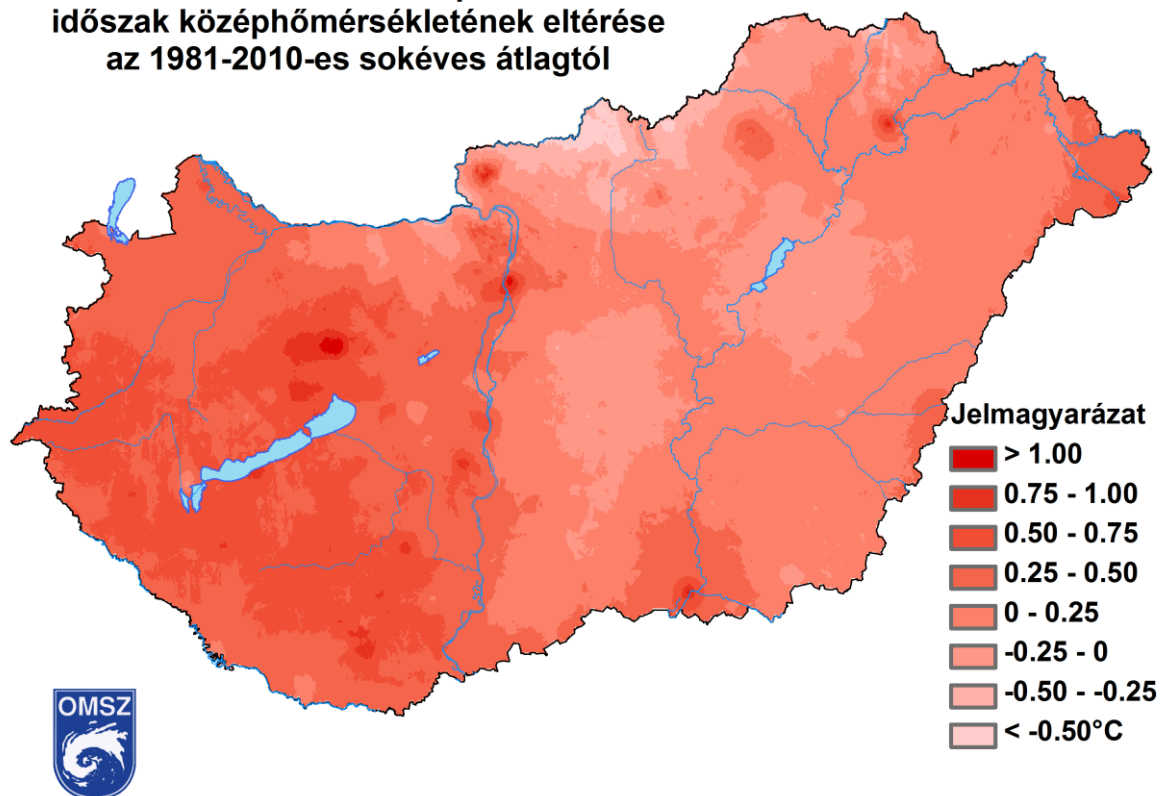 időszak középhőmérsékletének eltérése
az 1981-2010-es sokéves átlagtól
Jelmagyarázat
> 1.00
0.75 - 1.00
0.50 - 0.75
0.25 - 0.50
0 - 0.25
-0.25 - 0
-0.50 - -0.25
< -0.50°C
OMSZ